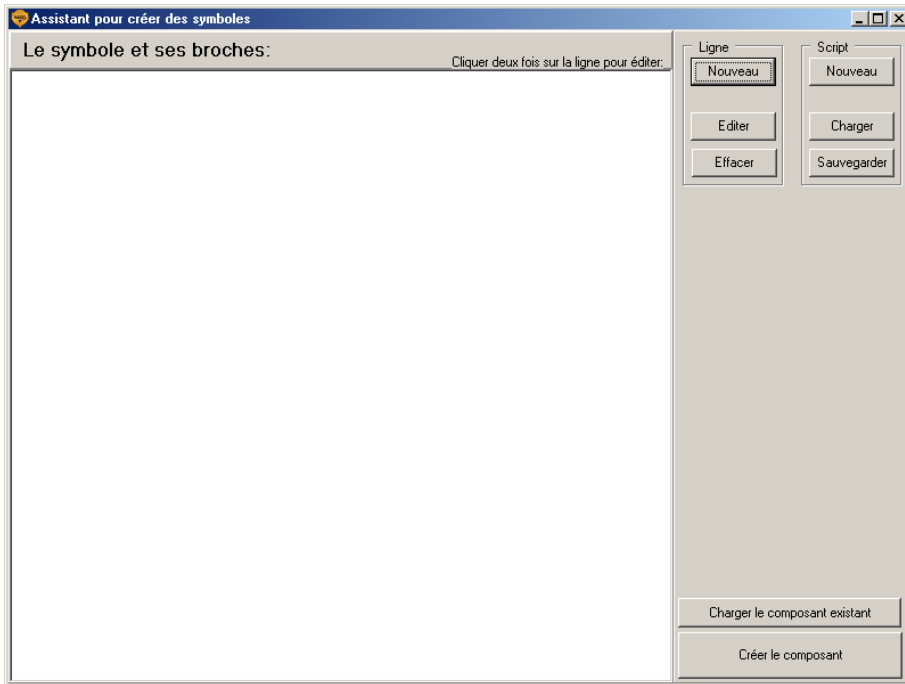 Assistant pour créer des symboles
Le symbole et ses broches:
Cliquer deux fois sur la ligne pour éditer:_
Ligne
Nouveau
Editer
Effacer
Script
Nouveau
Charger
Sauvegarder
Charger le composant existant
Créer le composant